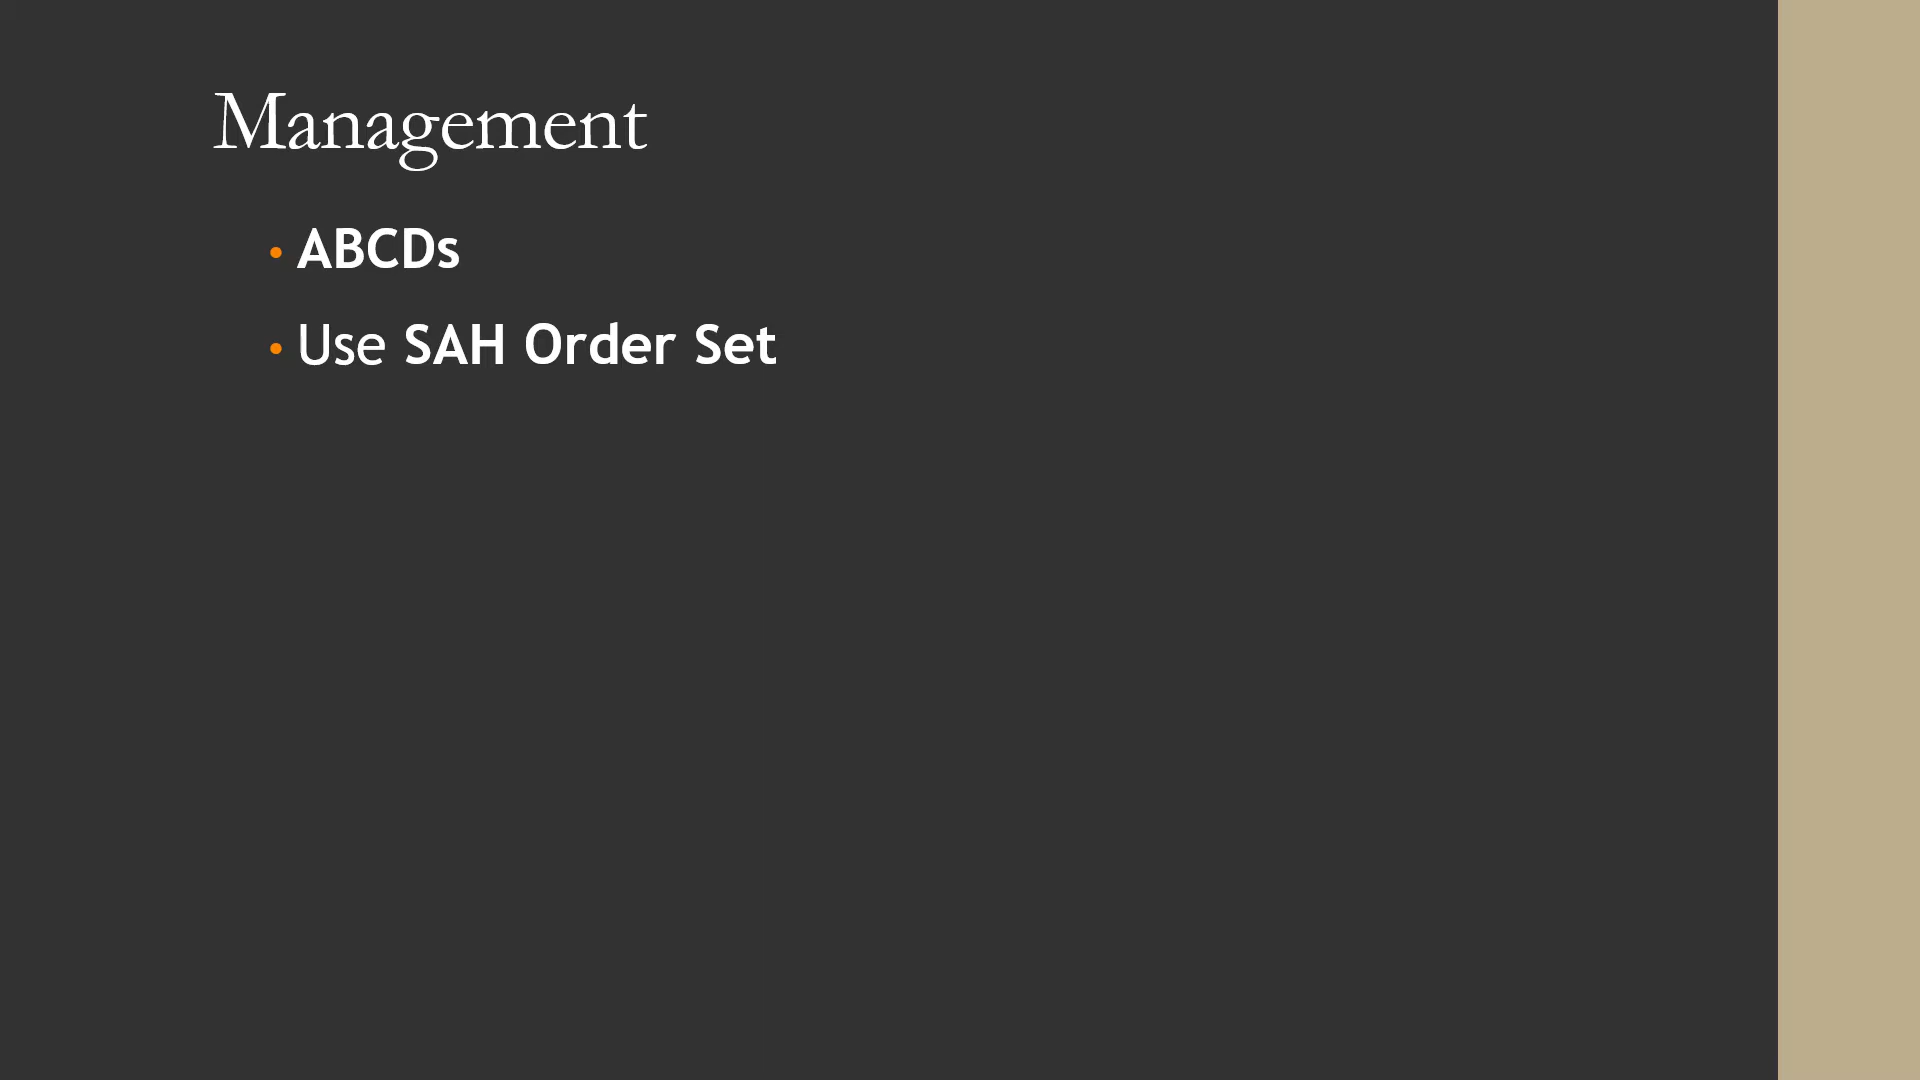 Management
• ABCDs
• Use SAH Order Set